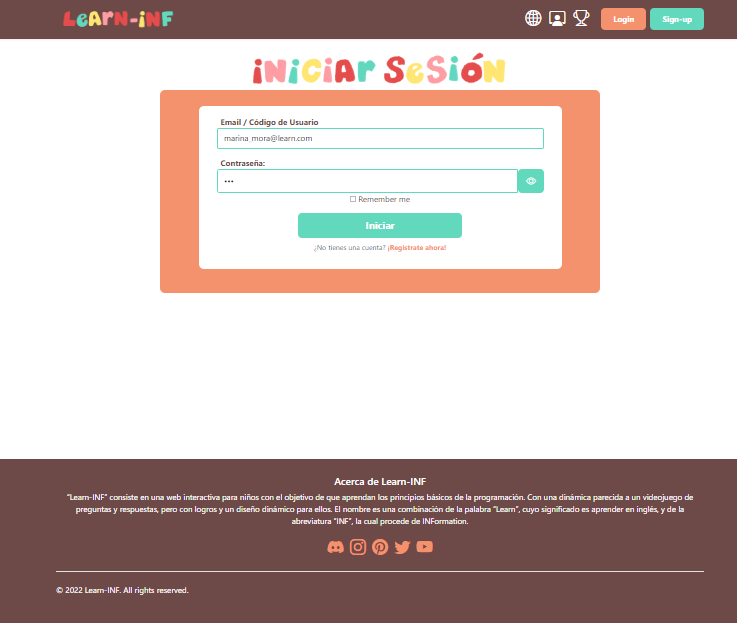 LEARN-INF
Login
Sign-up
INICIAR SESIÓN
Email / Código de Usuario
marina_mora@learn.com
Contraseña:
•••
Remember me
Iniciar
¿No tienes una cuenta? ¡Regístrate ahora!
Acerca de Learn-INF
"Learn-INF" consiste en una web interactiva para niños con el objetivo de que aprendan los principios básicos de la programación. Con una dinámica parecida a un videojuego de
preguntas y respuestas, pero con logros y un diseño dinámico para ellos. El nombre es una combinación de la palabra "Learn", cuyo significado es aprender en inglés, y de la
abreviatura "INF", la cual procede de INFormation.
© 2022 Learn-INF. All rights reserved.